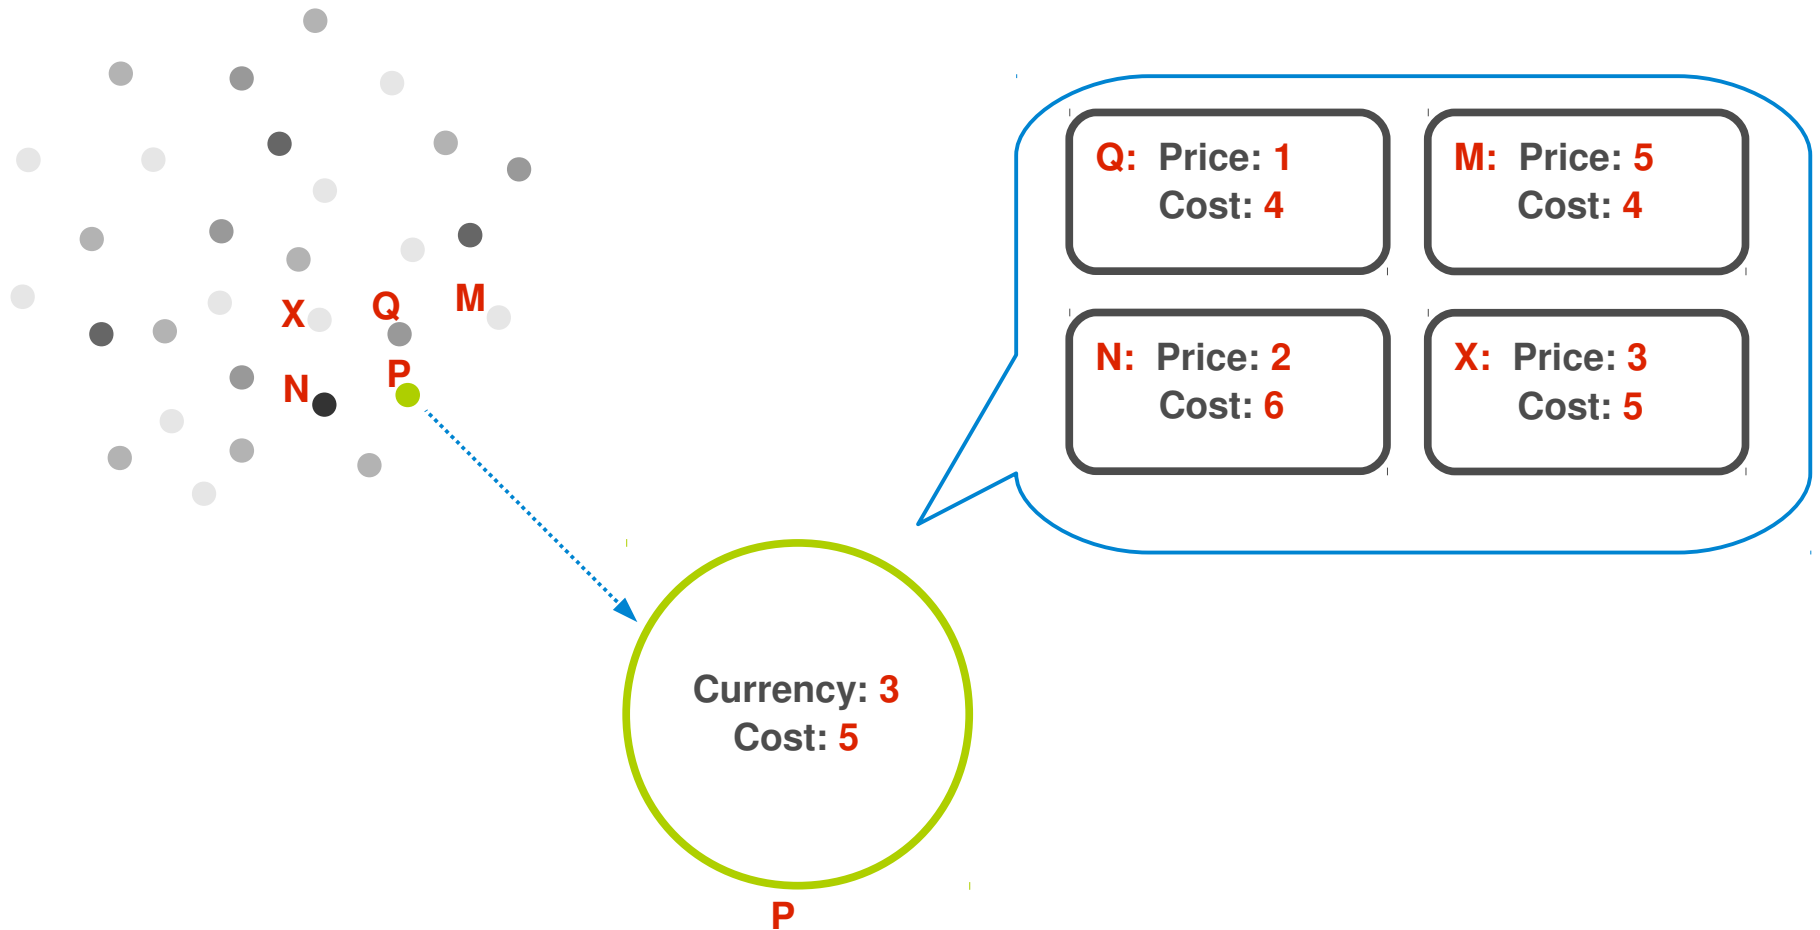 Q: Price: 1
Cost: 4
M: Price: 5
Cost: 4
N: Price: 2
Cost: 6
X: Price: 3
Cost: 5
X
Q
M
N
P
Currency: 3
Cost: 5
P